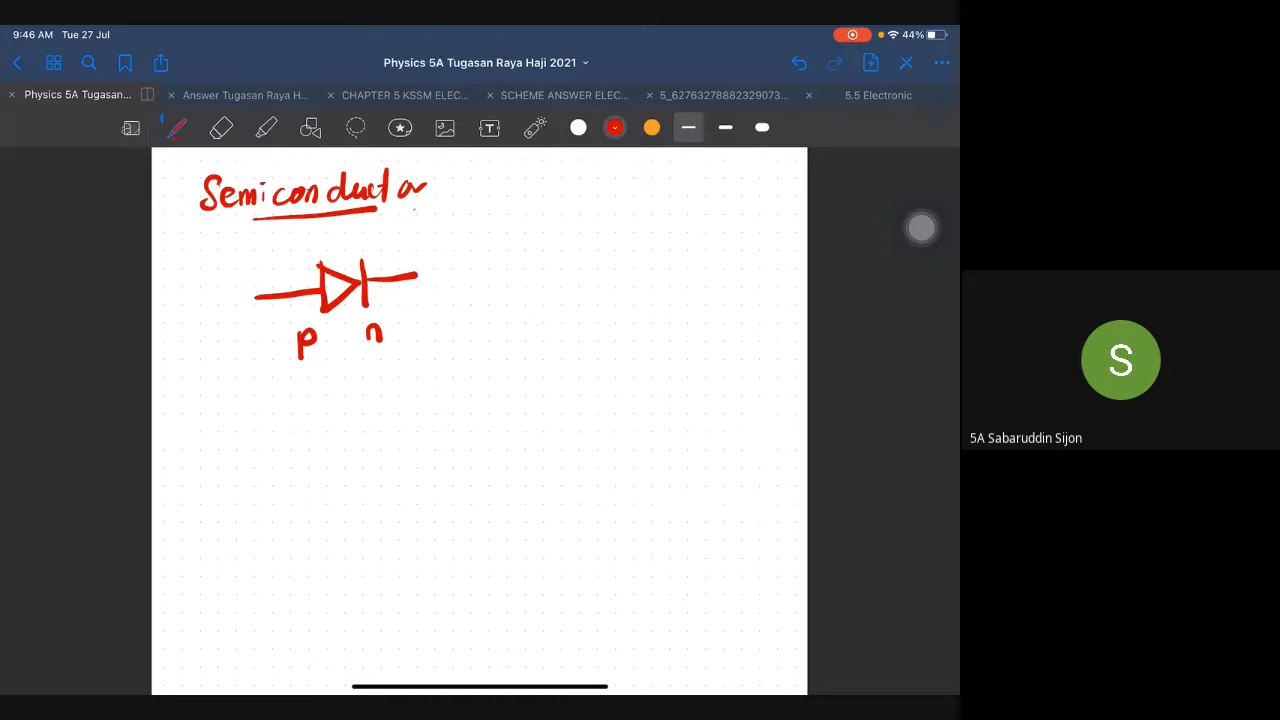 9:46 AM Tue 27 Jul
44%
Physics 5A Tugasan Raya Haji 2021
Physics 5A Tugasan...
Answer Tugasan Raya H...
CHAPTER 5 KSSM ELEC...
SCHEME ANSWER ELEC...
5_62763278882329073...
5.5 Electronic
T
Semiconductor
p n
S
5A Sabaruddin Sijon